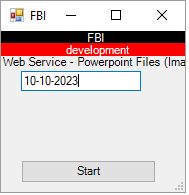 FBI
FBI
development
Web Service - Powerpoint Files (Ima
10-10-2023
Start